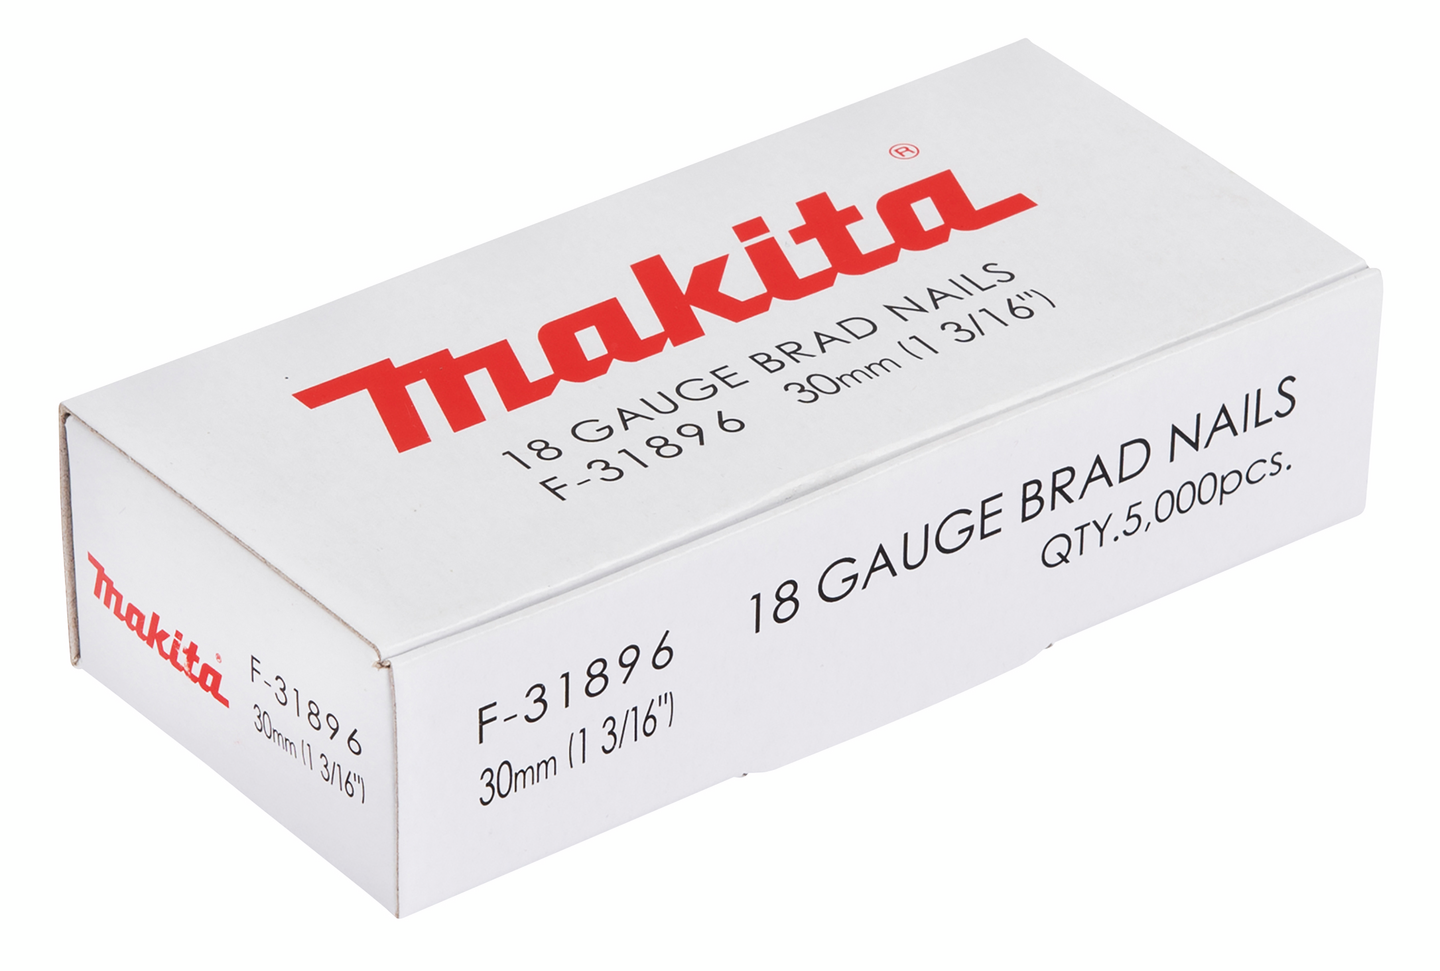 makita®
18 GAUGE BRAD NAILS
F-31896 30mm (1 3/16")
makita®
F-31896
30mm (1 3/16")
F-31896
30mm (1 3/16")
18 GAUGE BRAD NAILS
QTY.5,000pcs.